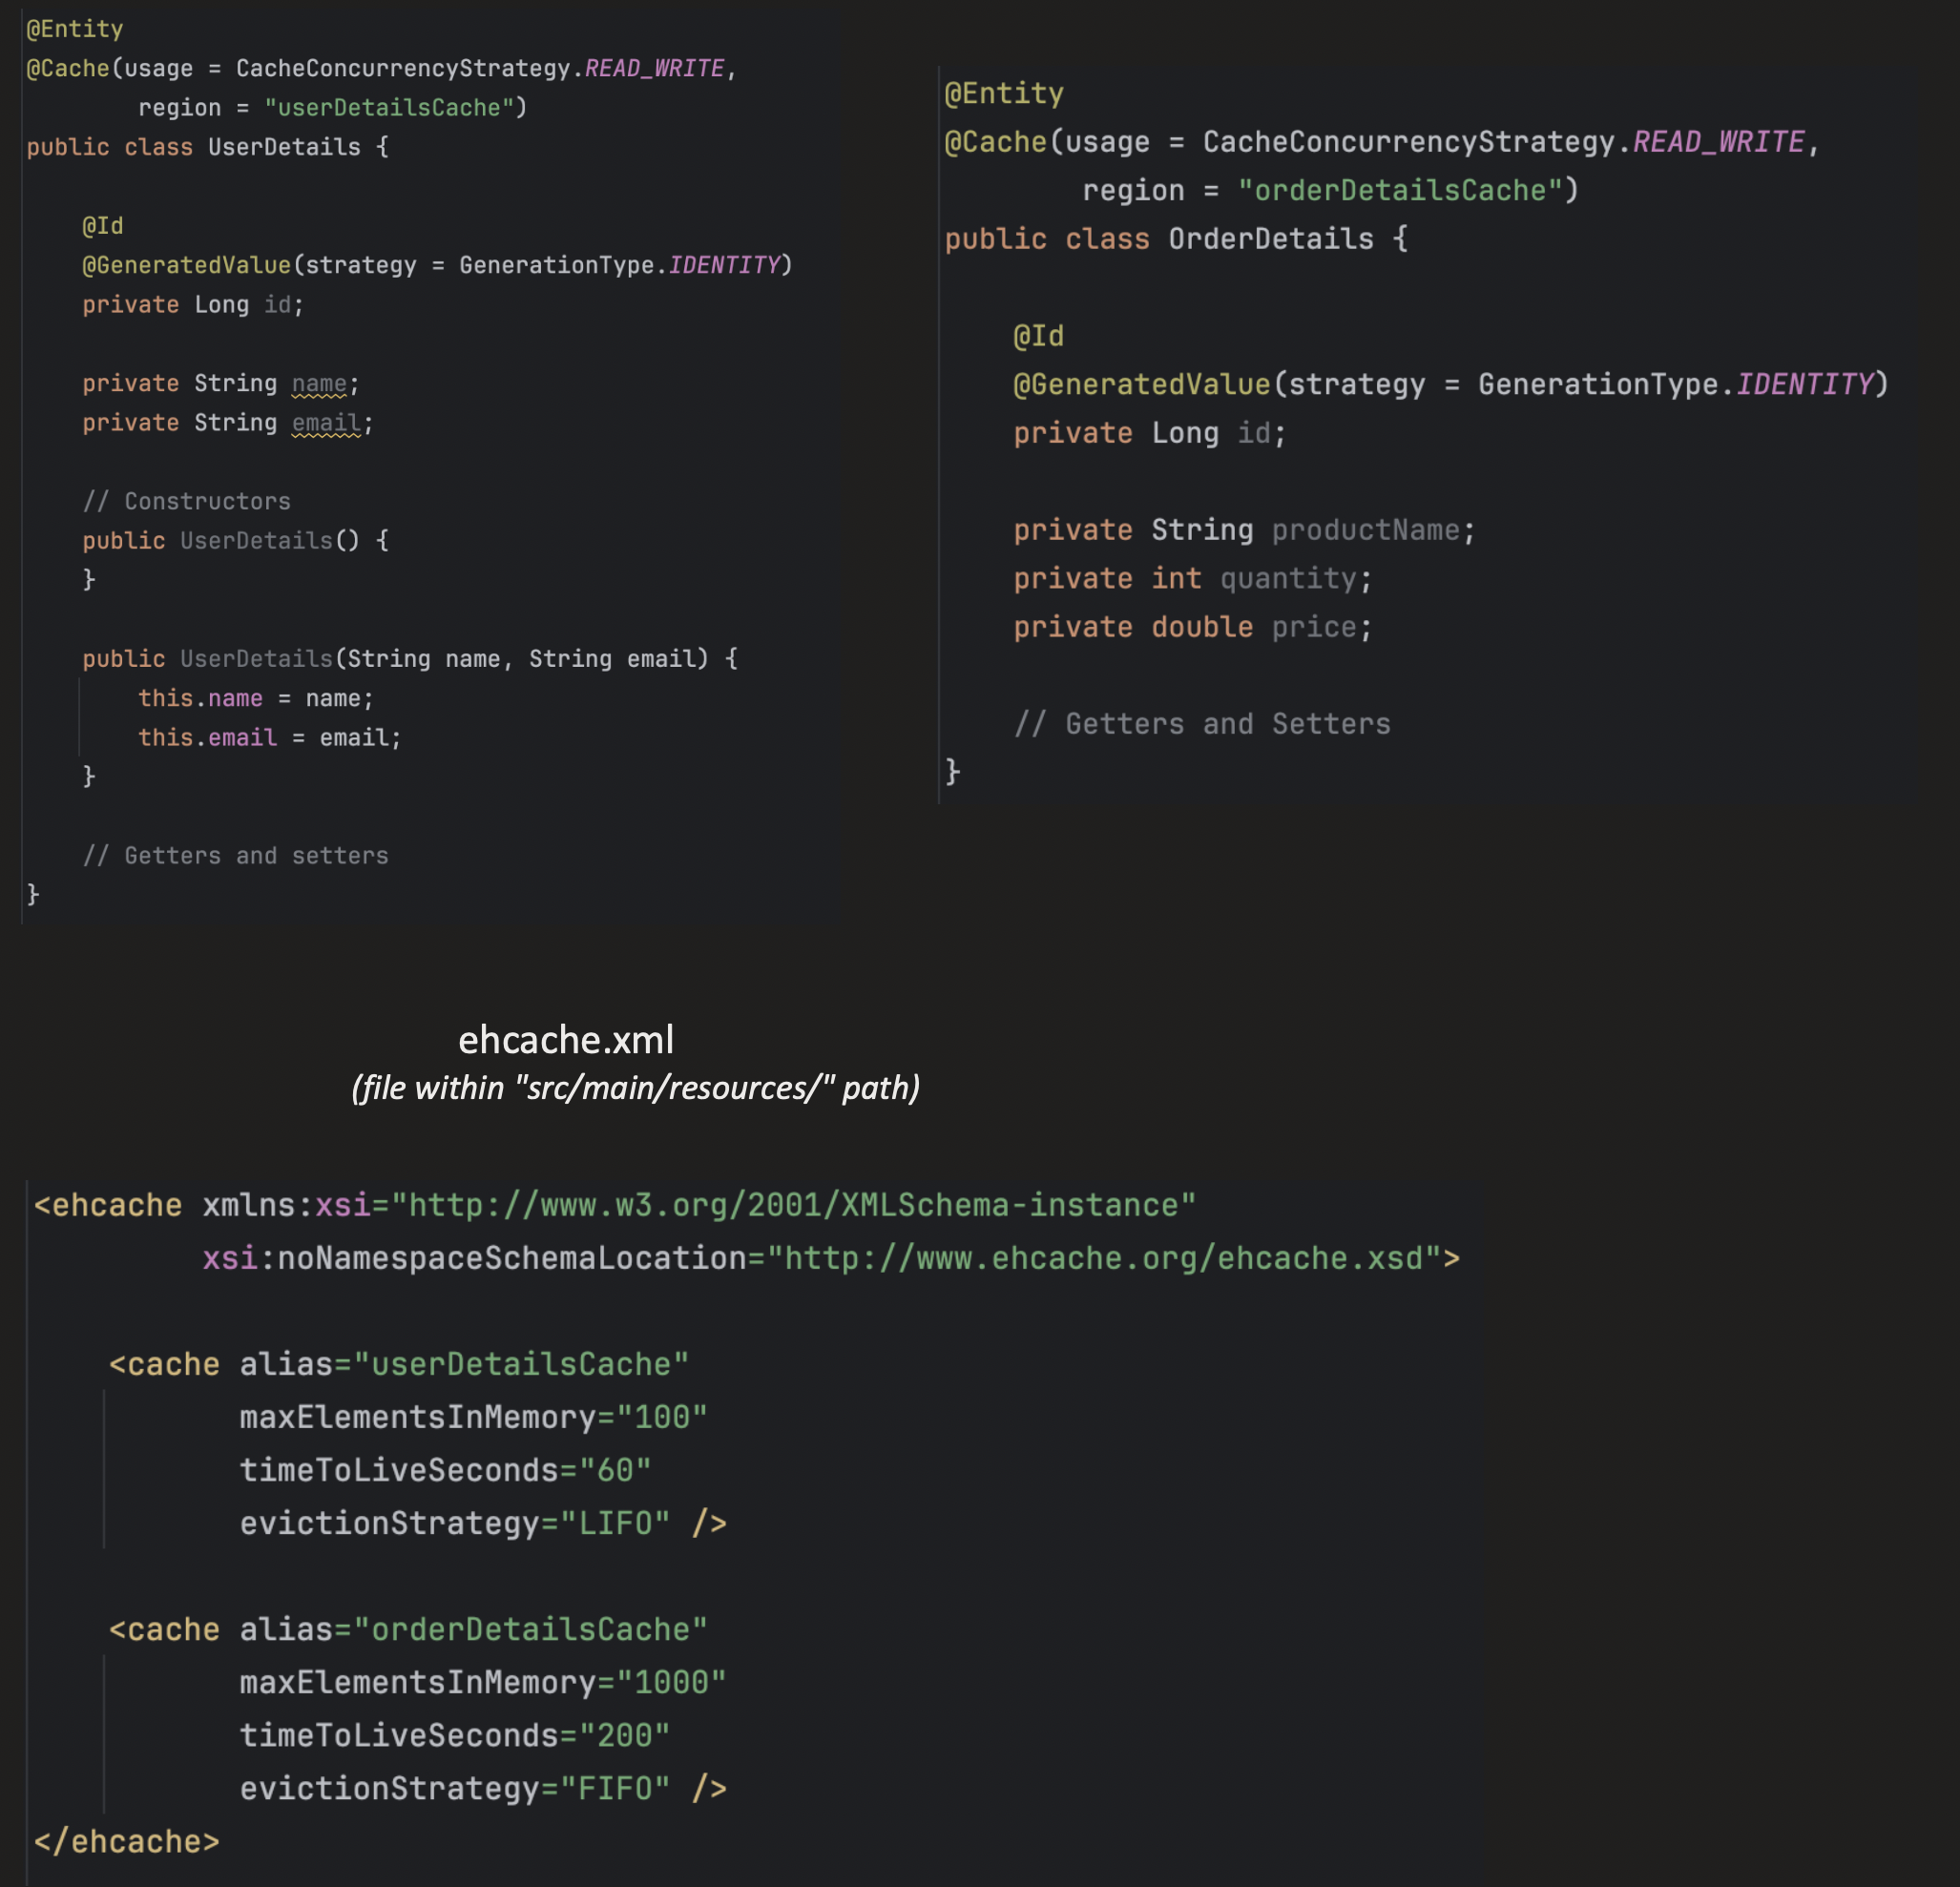 @Entity
@Cache(usage = CacheConcurrencyStrategy.READ_WRITE,
        region = "userDetailsCache")
public class UserDetails {
    @Id
    @GeneratedValue(strategy = GenerationType.IDENTITY)
    private Long id;
    private String name;
    private String email;
    // Constructors
    public UserDetails() {
    }
    public UserDetails(String name, String email) {
        this.name = name;
        this.email = email;
    }
    // Getters and setters
}
@Entity
@Cache(usage = CacheConcurrencyStrategy.READ_WRITE,
        region = "orderDetailsCache")
public class OrderDetails {
    @Id
    @GeneratedValue(strategy = GenerationType.IDENTITY)
    private Long id;
    private String productName;
    private int quantity;
    private double price;
    // Getters and Setters
}
ehcache.xml
(file within "src/main/resources/" path)
<ehcache xmlns:xsi="http://www.w3.org/2001/XMLSchema-instance"
         xsi:noNamespaceSchemaLocation="http://www.ehcache.org/ehcache.xsd">
    <cache alias="userDetailsCache"
           maxElementsInMemory="100"
           timeToLiveSeconds="60"
           evictionStrategy="LIFO" />
    <cache alias="orderDetailsCache"
           maxElementsInMemory="1000"
           timeToLiveSeconds="200"
           evictionStrategy="FIFO" />
</ehcache>